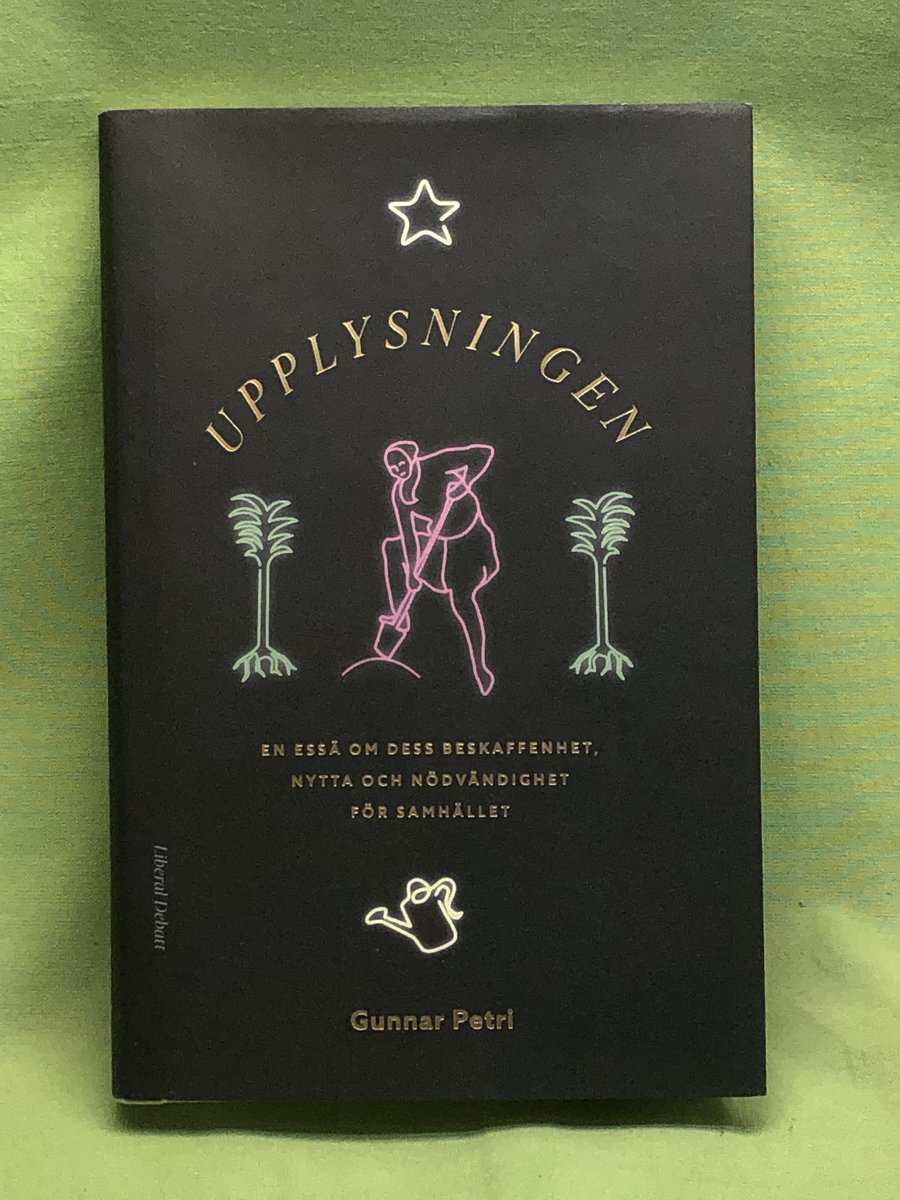 UPPLYSNINGEN
EN ESSÄ OM DESS BESKAFFENHET,
NYTTA OCH NÖDVÄNDIGHET
FÖR SAMHÄLLET
Liberal Debatt
Gunnar Petri